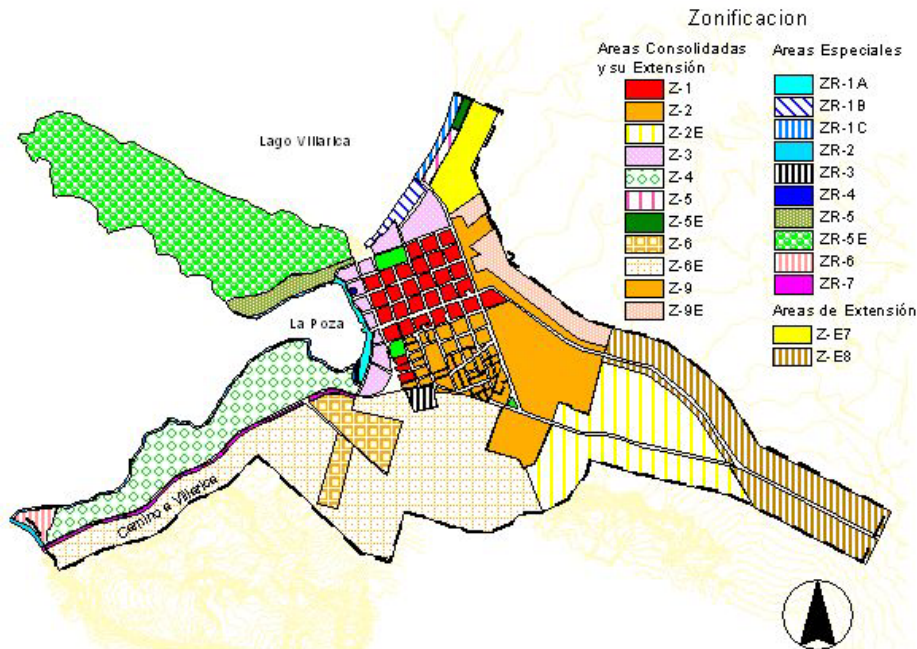 Zonificacion
Areas Consolidadas
y su Extensión
Z-1
Z-2
Z-2E
Z-3
Z-4
Z-5
Z-5E
Z-6
Z-6E
Z-9
Z-9E
Areas Especiales
ZR-1A
ZR-1B
ZR-1C
ZR-2
ZR-3
ZR-4
ZR-5
ZR-5E
ZR-6
ZR-7
Areas de Extensión
Z-E7
Z-E8
Lago Villarica
La Poza
Camino a Villarica